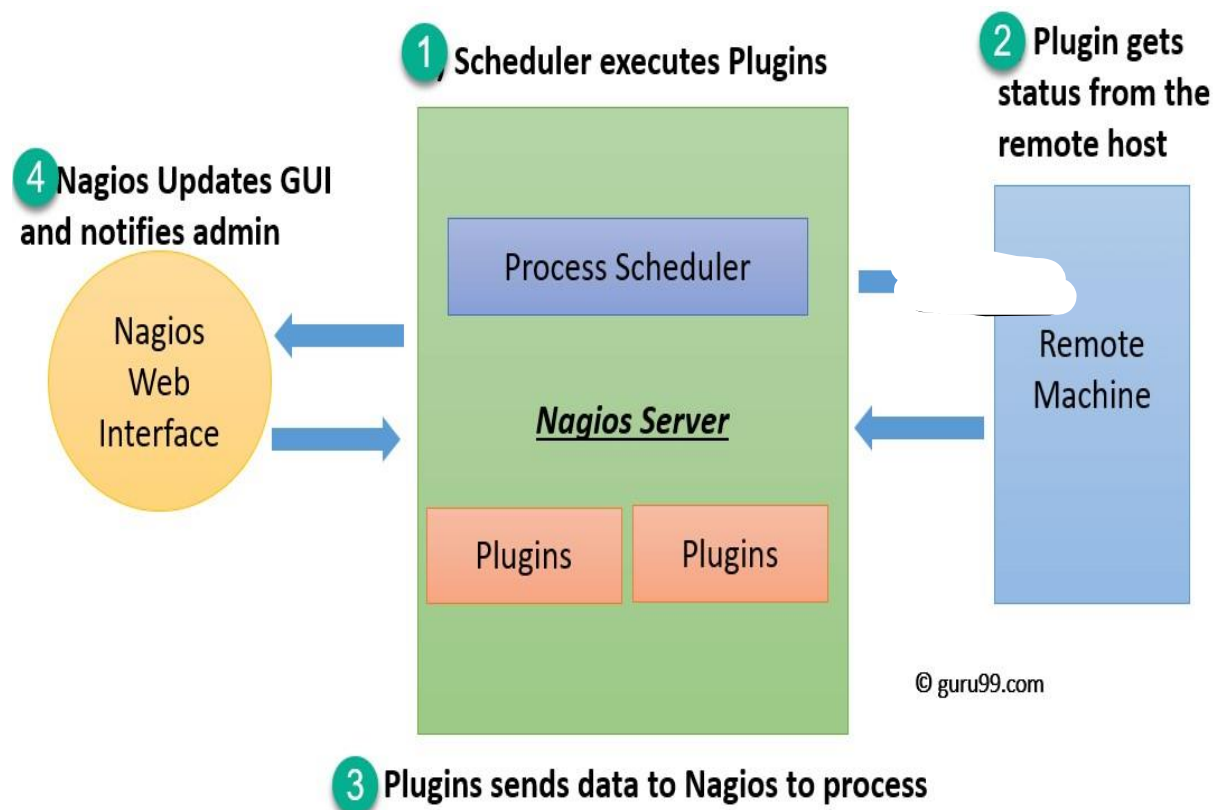 1 Scheduler executes Plugins
2 Plugin gets
status from the
remote host
4 Nagios Updates GUI
and notifies admin
Process Scheduler
Nagios
Web
Interface
Nagios Server
Remote
Machine
Plugins
Plugins
© guru99.com
3 Plugins sends data to Nagios to process